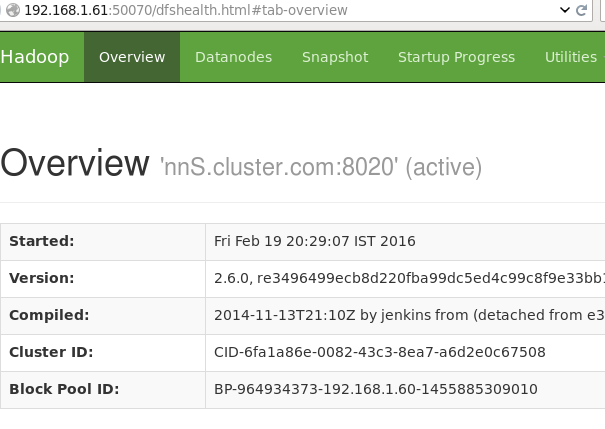 192.168.1.61:50070/dfshealth.html#tab-overview
Hadoop Overview Datanodes Snapshot Startup Progress Utilities
Overview 'nnS.cluster.com:8020' (active)
Started: Fri Feb 19 20:29:07 IST 2016
Version: 2.6.0, re3496499ecb8d220fba99dc5ed4c99c8f9e33bb1
Compiled: 2014-11-13T21:10Z by jenkins from (detached from e3
Cluster ID: CID-6fa1a86e-0082-43c3-8ea7-a6d2e0c67508
Block Pool ID: BP-964934373-192.168.1.60-1455885309010